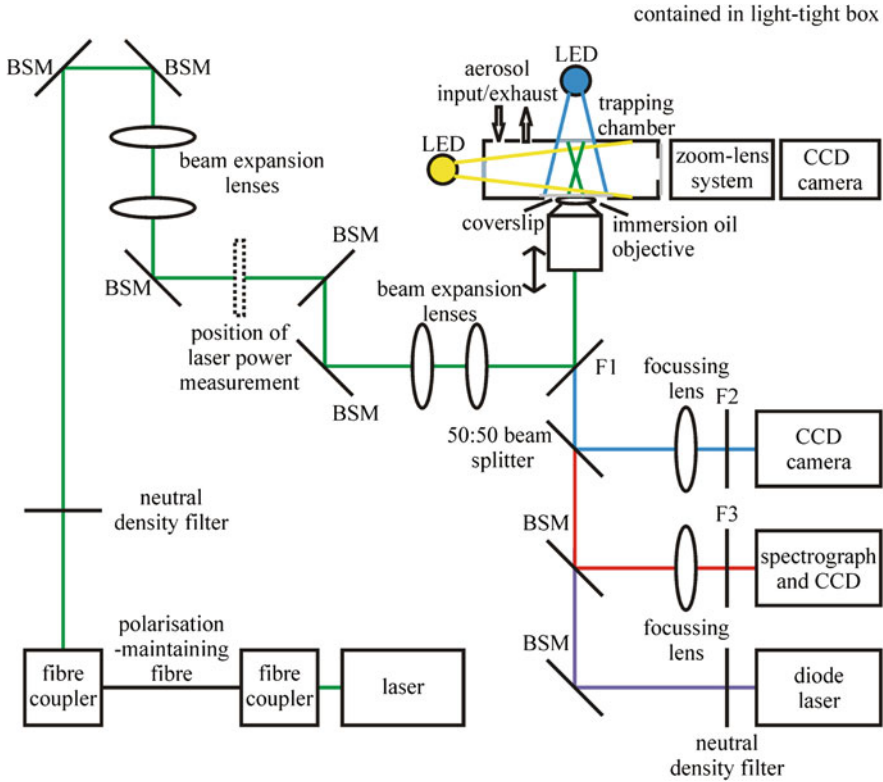 contained in light-tight box
BSM
BSM
LED
aerosol
input/exhaust
trapping
chamber
LED
beam expansion
lenses
zoom-lens
system
CCD
camera
coverslip
immersion oil
objective
BSM
BSM
beam expansion
lenses
position of
laser power
measurement
BSM
F1
focussing
lens
F2
50:50 beam
splitter
CCD
camera
neutral
density filter
BSM
F3
spectrograph
and CCD
focussing
lens
BSM
polarisation
-maintaining
fibre
fibre
coupler
fibre
coupler
laser
diode
laser
neutral
density filter